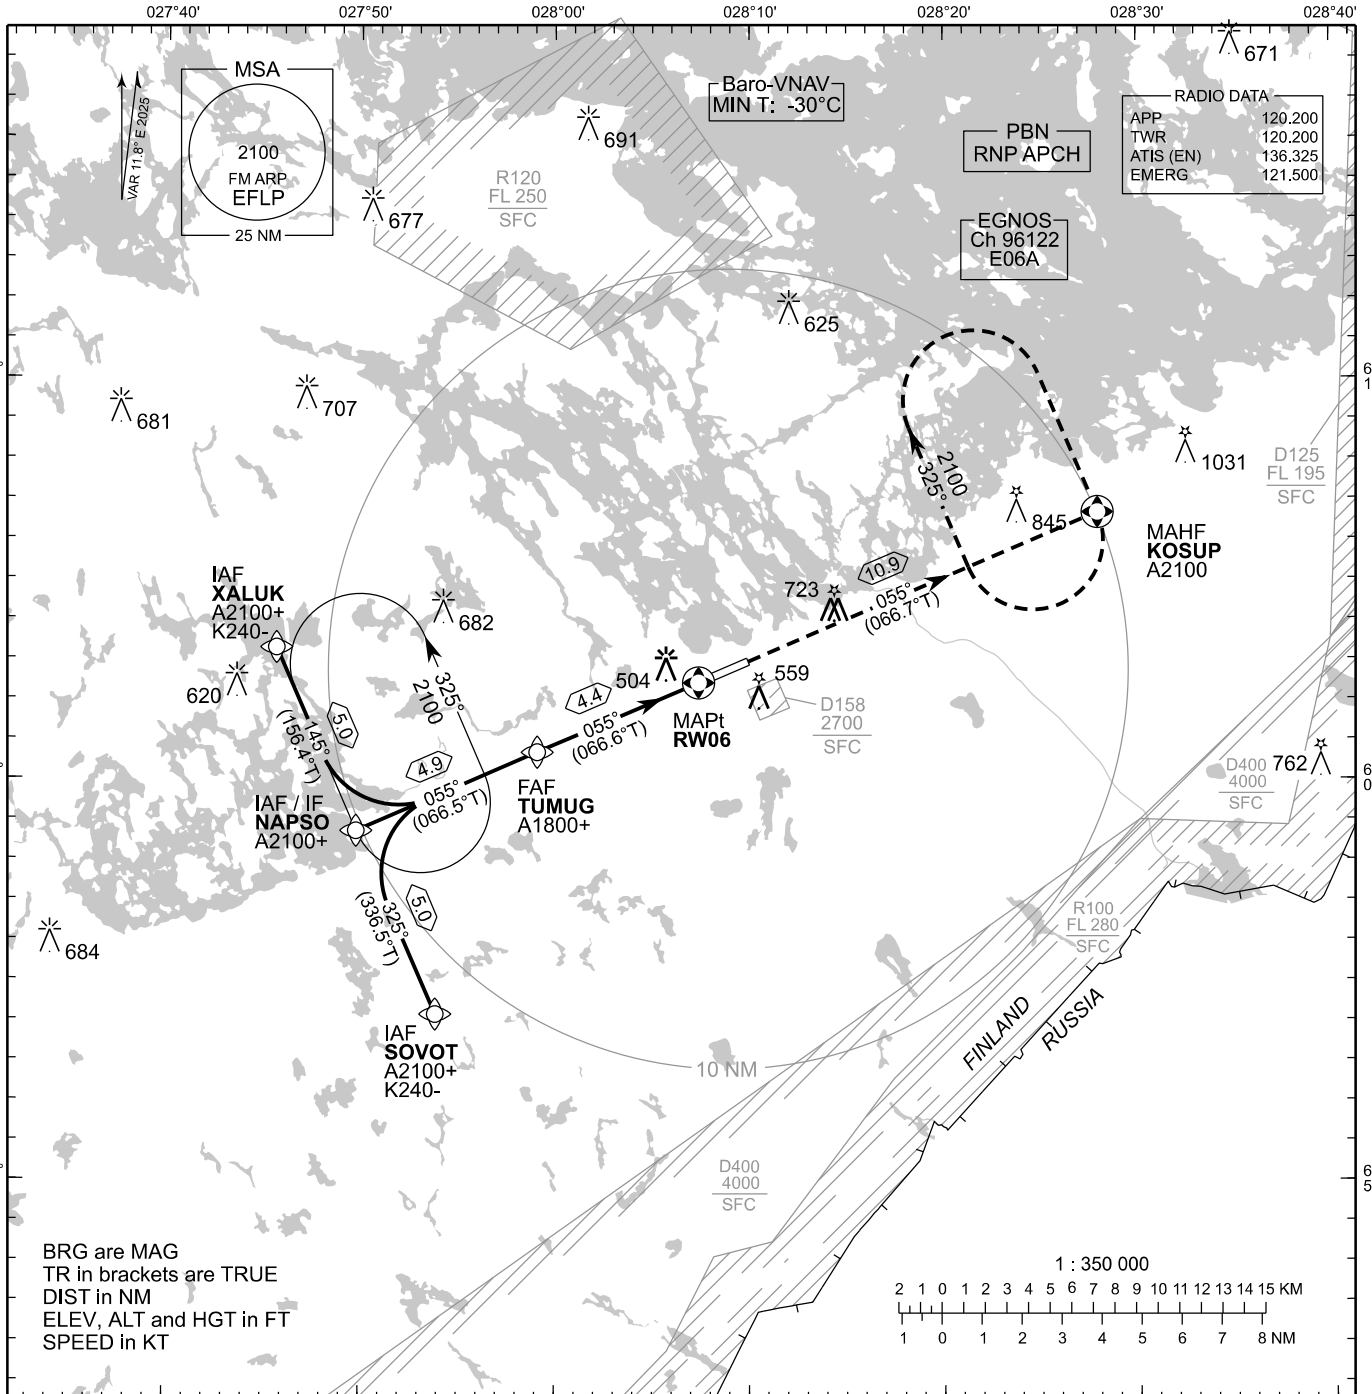 027°40'
027°50'
028°00'
028°10'
028°20'
028°30'
028°40'
VAR 11.8° E 2025
MSA
2100
FM ARP
EFLP
25 NM
Baro-VNAV
MIN T: -30°C
PBN
RNP APCH
RADIO DATA
APP 120.200
TWR 120.200
ATIS (EN) 136.325
EMERG 121.500
EGNOS
Ch 96122
E06A
671
691
677
R120
FL 250
SFC
625
681
707
1031
D125
FL 195
SFC
845
2100
325°
MAHF
KOSUP
A2100
IAF
XALUK
A2100+
K240-
682
620
723
10.9
055°
(066.7°T)
504
559
D158
2700
SFC
MAPt
RW06
4.4
055°
(066.6°T)
325°
2100
5.0
145°
(156.4°T)
4.9
055°
(066.5°T)
FAF
TUMUG
A1800+
IAF / IF
NAPSO
A2100+
762
D400
4000
SFC
684
5.0
325°
(336.5°T)
R100
FL 280
SFC
IAF
SOVOT
A2100+
K240-
10 NM
FINLAND
RUSSIA
D400
4000
SFC
6
1
6
0
6
5
BRG are MAG
TR in brackets are TRUE
DIST in NM
ELEV, ALT and HGT in FT
SPEED in KT
1 : 350 000
2 1 0 1 2 3 4 5 6 7 8 9 10 11 12 13 14 15 KM
1 0 1 2 3 4 5 6 7 8 NM